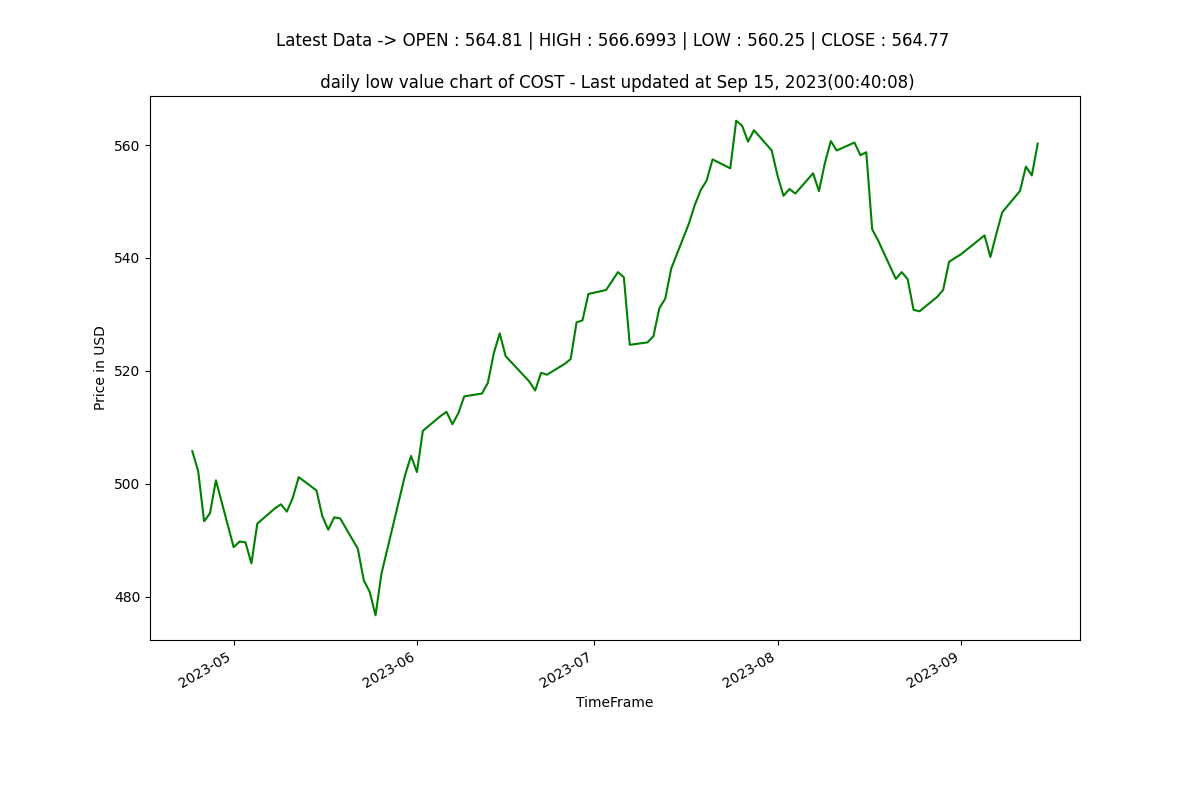 Latest Data -> OPEN : 564.81 | HIGH : 566.6993 | LOW : 560.25 | CLOSE : 564.77
daily low value chart of COST - Last updated at Sep 15, 2023(00:40:08)
560
540
520
500
480
Price in USD
2023-05
2023-06
2023-07
2023-08
2023-09
TimeFrame